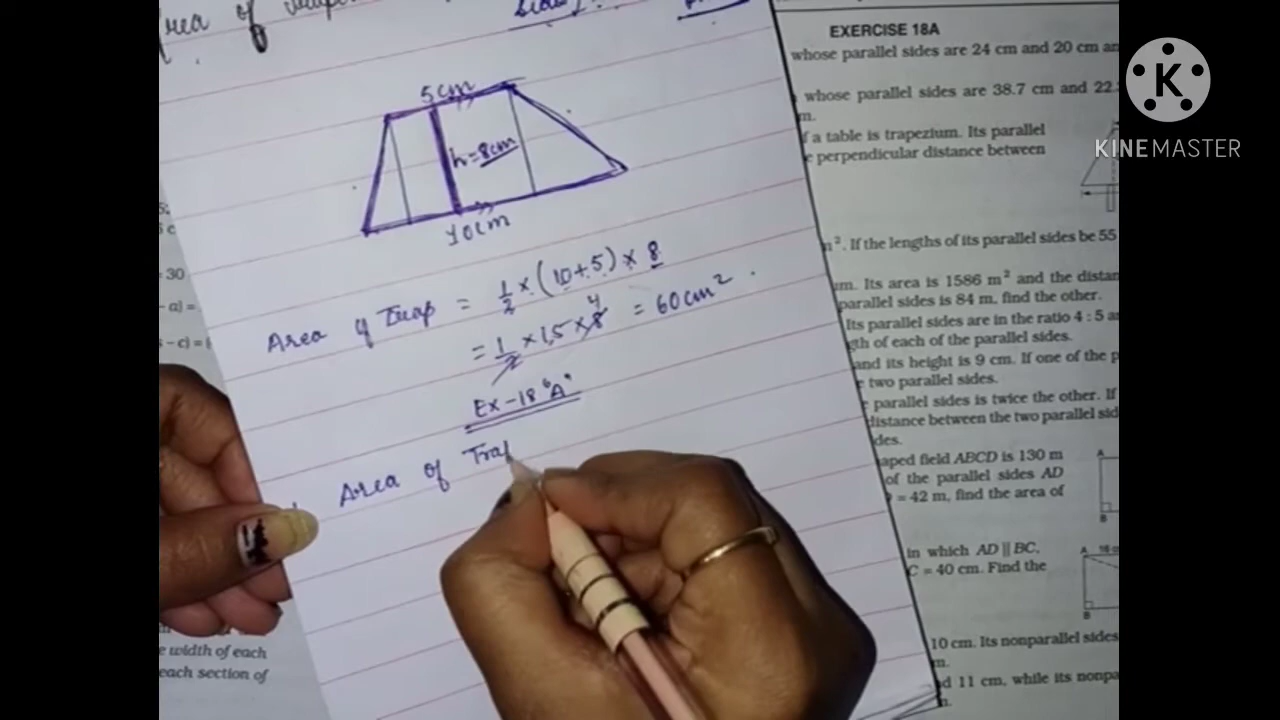 Area of
5cm
h=8cm
10cm
Area of Trap = 1/2 × (10+5) × 8
= 1/2 × 15 × 8 4 = 60cm²
Ex-18 "A"
Area of Trap
EXERCISE 18A
whose parallel sides are 24 cm and 20 cm
whose parallel sides are 38.7 cm and 22.
m.
a table is trapezium. Its parallel
perpendicular distance between
If the lengths of its parallel sides be 55
Its area is 1586 m² and the
parallel sides is 84 m, find the other.
Its parallel sides are in the ratio 4 : 5
of each of the parallel sides.
and its height is 9 cm. If one of the
two parallel sides.
parallel sides is twice the other. If
distance between the two parallel
field ABCD is 130 m
of the parallel sides AD
= 42 m, find the area of
in which AD || BC,
C = 40 cm. Find the
10 cm. Its nonparallel sides
m.
11 cm, while its
30
width of each
each section of
A
B
A
B
K
KINEMASTER